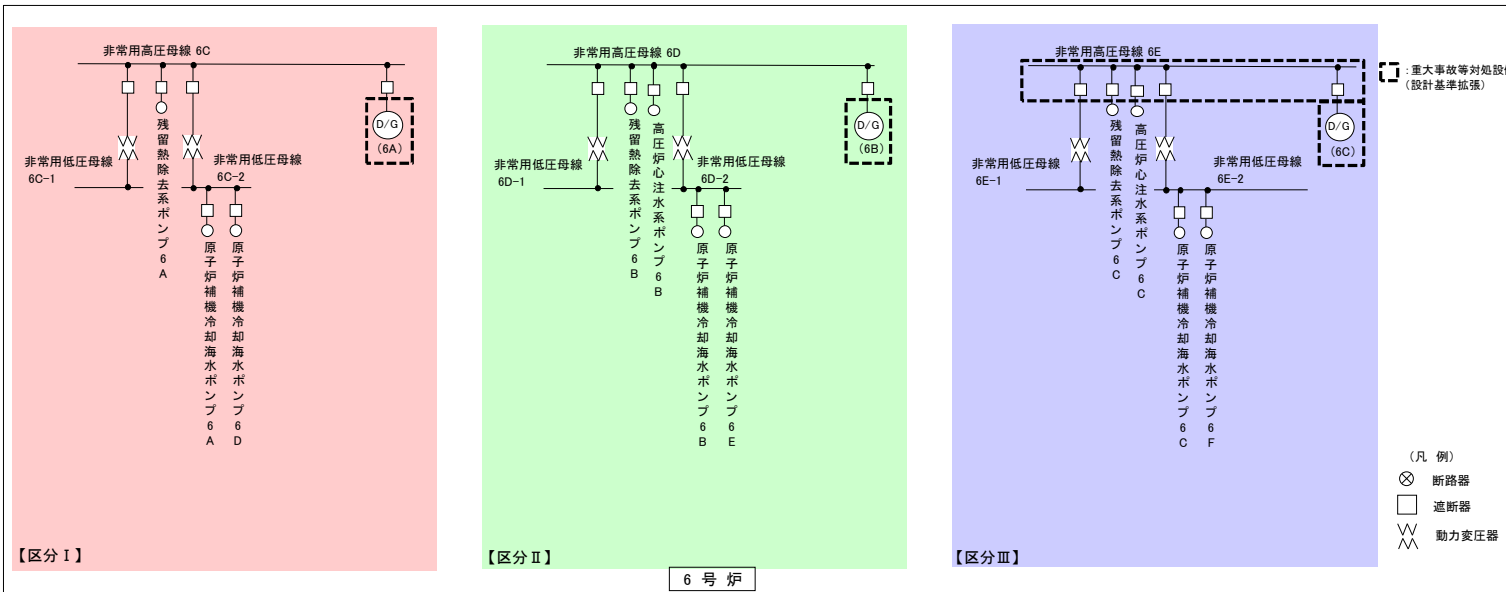 非常用高圧母線 6C
D/G
(6A)
非常用低圧母線
6C-1
非常用低圧母線
6C-2
残留熱除去系ポンプ6A
原子炉補機冷却海水ポンプ6A
原子炉補機冷却海水ポンプ6D
【区分Ⅰ】
非常用高圧母線 6D
D/G
(6B)
非常用低圧母線
6D-1
非常用低圧母線
6D-2
残留熱除去系ポンプ6B
高圧炉心注水系ポンプ6B
原子炉補機冷却海水ポンプ6B
原子炉補機冷却海水ポンプ6E
【区分Ⅱ】
非常用高圧母線 6E
D/G
(6C)
非常用低圧母線
6E-1
非常用低圧母線
6E-2
残留熱除去系ポンプ6C
高圧炉心注水系ポンプ6C
原子炉補機冷却海水ポンプ6C
原子炉補機冷却海水ポンプ6F
【区分Ⅲ】
:重大事故等対処設
(設計基準拡張)
(凡 例)
断路器
遮断器
動力変圧器
6 号 炉